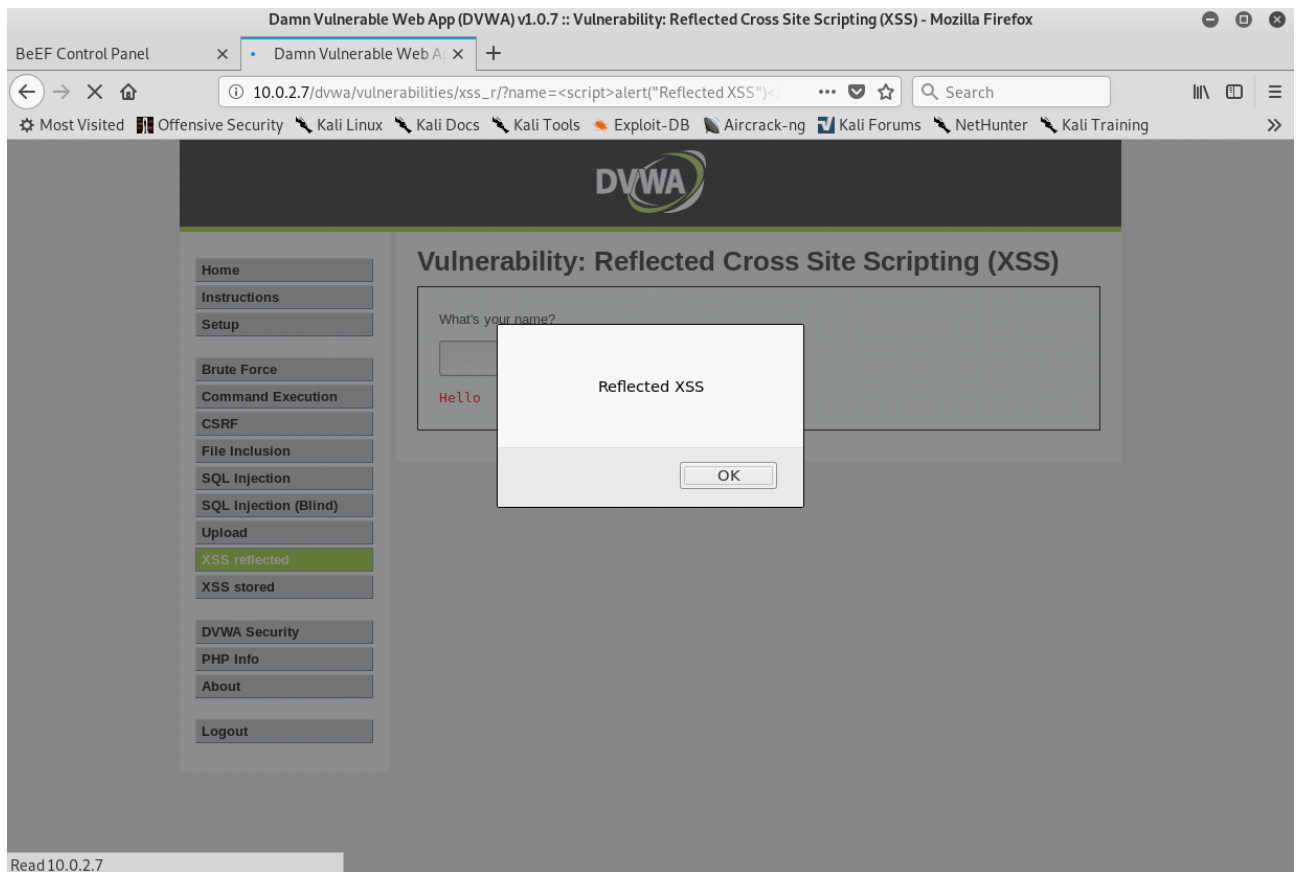 Damn Vulnerable Web App (DVWA) v1.0.7 :: Vulnerability: Reflected Cross Site Scripting (XSS) - Mozilla Firefox
BeEF Control Panel
Damn Vulnerable Web Ap
10.0.2.7/dvwa/vulnerabilities/xss_r/?name=<script>alert("Reflected XSS")</
Search
Most Visited Offensive Security Kali Linux Kali Docs Kali Tools Exploit-DB Aircrack-ng Kali Forums NetHunter Kali Training
DVWA
Home
Instructions
Setup
Brute Force
Command Execution
CSRF
File Inclusion
SQL Injection
SQL Injection (Blind)
Upload
XSS reflected
XSS stored
DVWA Security
PHP Info
About
Logout
Vulnerability: Reflected Cross Site Scripting (XSS)
What's your name?
Hello
Reflected XSS
OK
Read 10.0.2.7